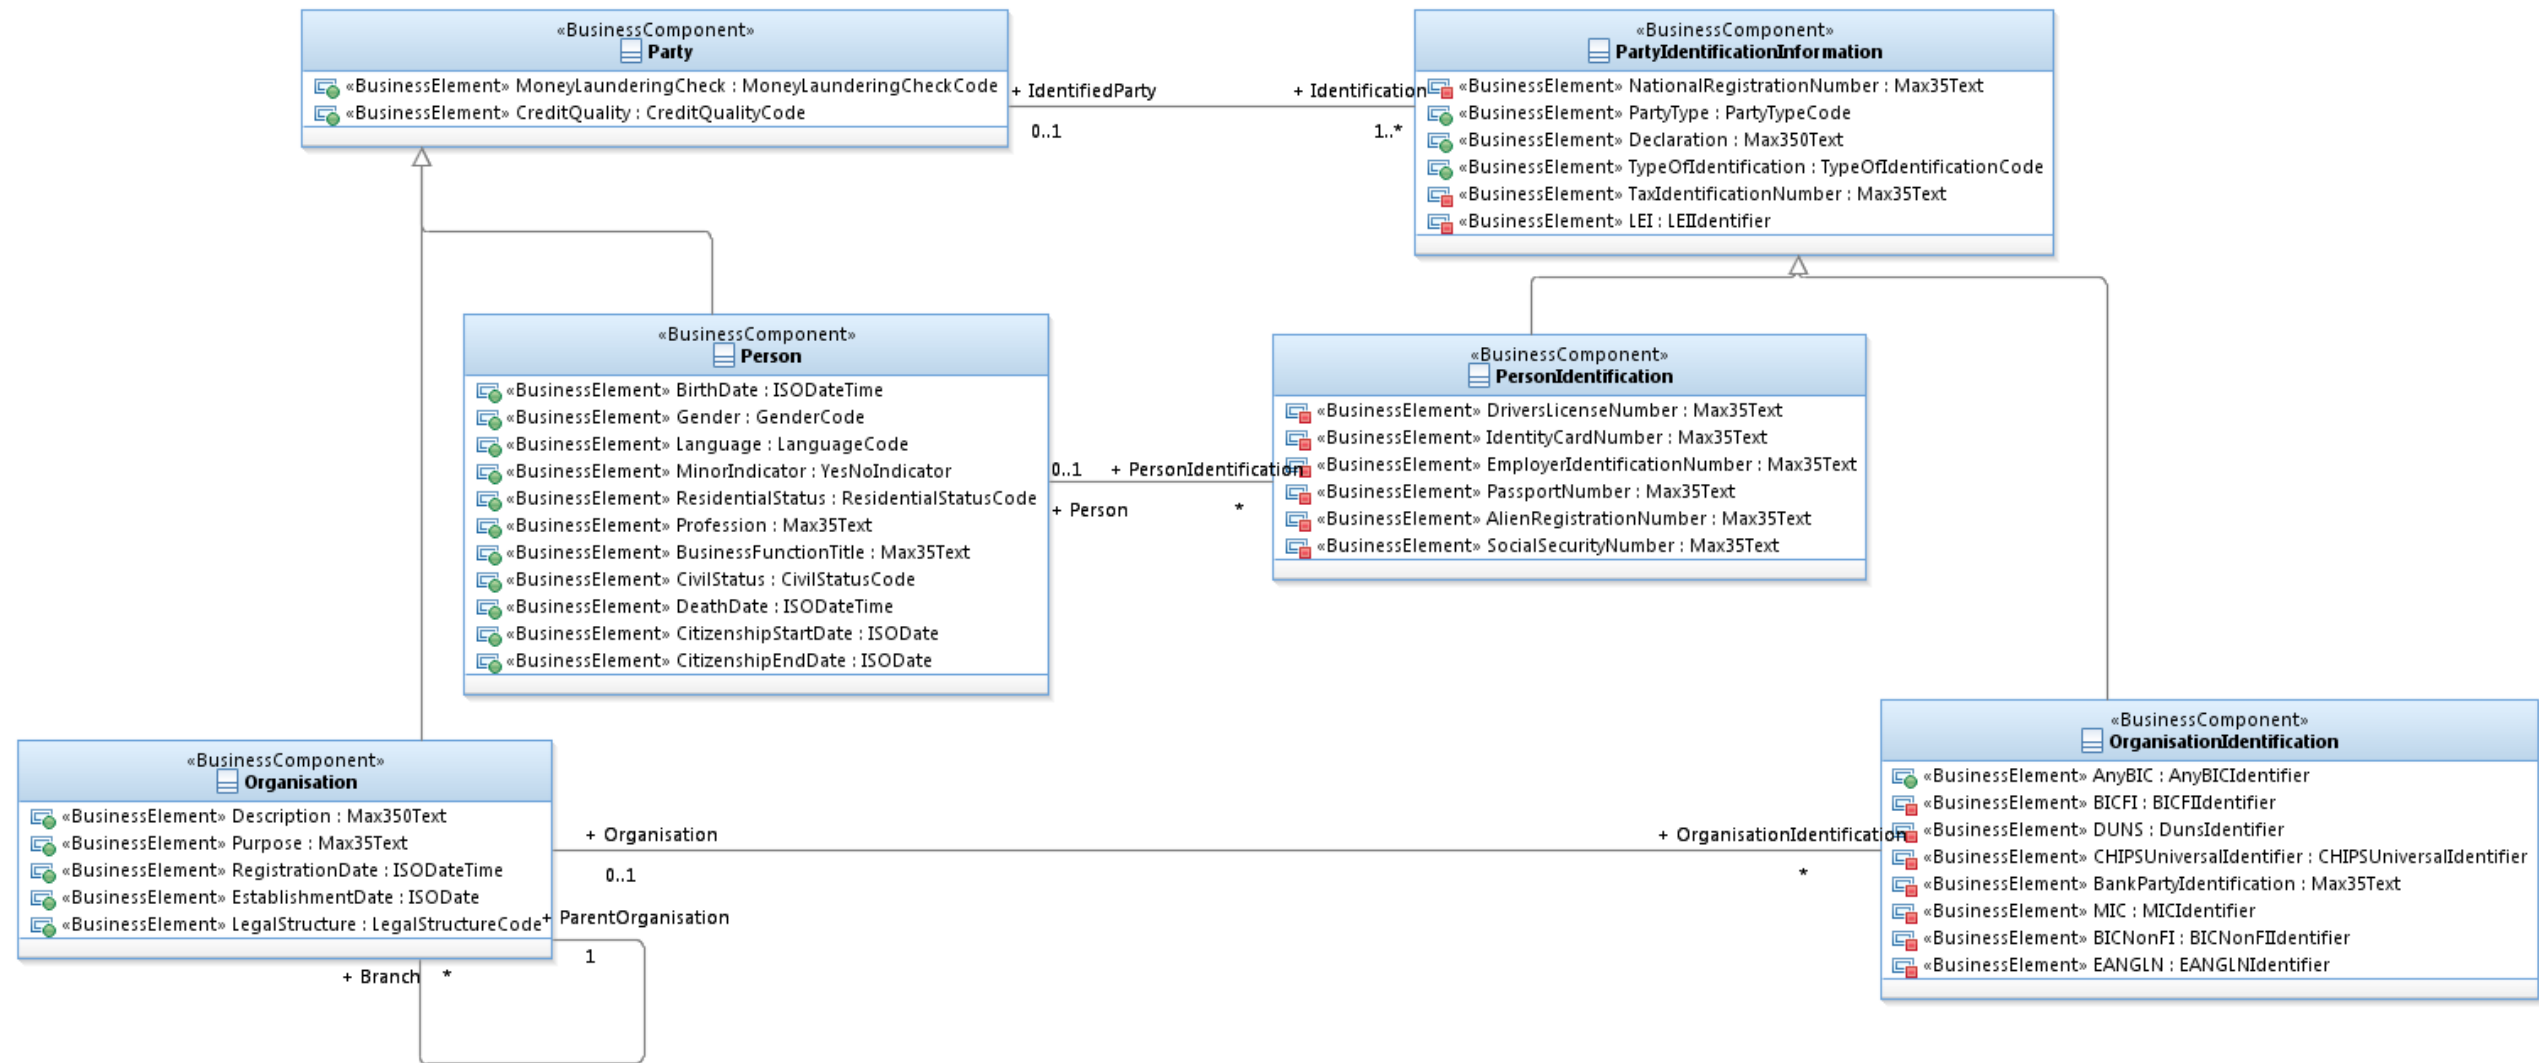 «BusinessComponent»
Party
«BusinessElement» MoneyLaunderingCheck : MoneyLaunderingCheckCode
«BusinessElement» CreditQuality : CreditQualityCode
+ IdentifiedParty
0..1
+ Identification
1..*
«BusinessComponent»
PartyIdentificationInformation
«BusinessElement» NationalRegistrationNumber : Max35Text
«BusinessElement» PartyType : PartyTypeCode
«BusinessElement» Declaration : Max350Text
«BusinessElement» TypeOfIdentification : TypeOfIdentificationCode
«BusinessElement» TaxIdentificationNumber : Max35Text
«BusinessElement» LEI : LEIIdentifier
«BusinessComponent»
Person
«BusinessElement» BirthDate : ISODateTime
«BusinessElement» Gender : GenderCode
«BusinessElement» Language : LanguageCode
«BusinessElement» MinorIndicator : YesNoIndicator
«BusinessElement» ResidentialStatus : ResidentialStatusCode
«BusinessElement» Profession : Max35Text
«BusinessElement» BusinessFunctionTitle : Max35Text
«BusinessElement» CivilStatus : CivilStatusCode
«BusinessElement» DeathDate : ISODateTime
«BusinessElement» CitizenshipStartDate : ISODate
«BusinessElement» CitizenshipEndDate : ISODate
0..1
+ PersonIdentification
+ Person
*
«BusinessComponent»
PersonIdentification
«BusinessElement» DriversLicenseNumber : Max35Text
«BusinessElement» IdentityCardNumber : Max35Text
«BusinessElement» EmployerIdentificationNumber : Max35Text
«BusinessElement» PassportNumber : Max35Text
«BusinessElement» AlienRegistrationNumber : Max35Text
«BusinessElement» SocialSecurityNumber : Max35Text
«BusinessComponent»
Organisation
«BusinessElement» Description : Max350Text
«BusinessElement» Purpose : Max35Text
«BusinessElement» RegistrationDate : ISODateTime
«BusinessElement» EstablishmentDate : ISODate
«BusinessElement» LegalStructure : LegalStructureCode
+ Organisation
0..1
+ ParentOrganisation
1
+ Branch
*
+ OrganisationIdentification
*
«BusinessComponent»
OrganisationIdentification
«BusinessElement» AnyBIC : AnyBICIdentifier
«BusinessElement» BICFI : BICFIIdentifier
«BusinessElement» DUNS : DunsIdentifier
«BusinessElement» CHIPSUniversalIdentifier : CHIPSUniversalIdentifier
«BusinessElement» BankPartyIdentification : Max35Text
«BusinessElement» MIC : MICIdentifier
«BusinessElement» BICNonFI : BICNonFIIdentifier
«BusinessElement» EANGLN : EANGLNIdentifier